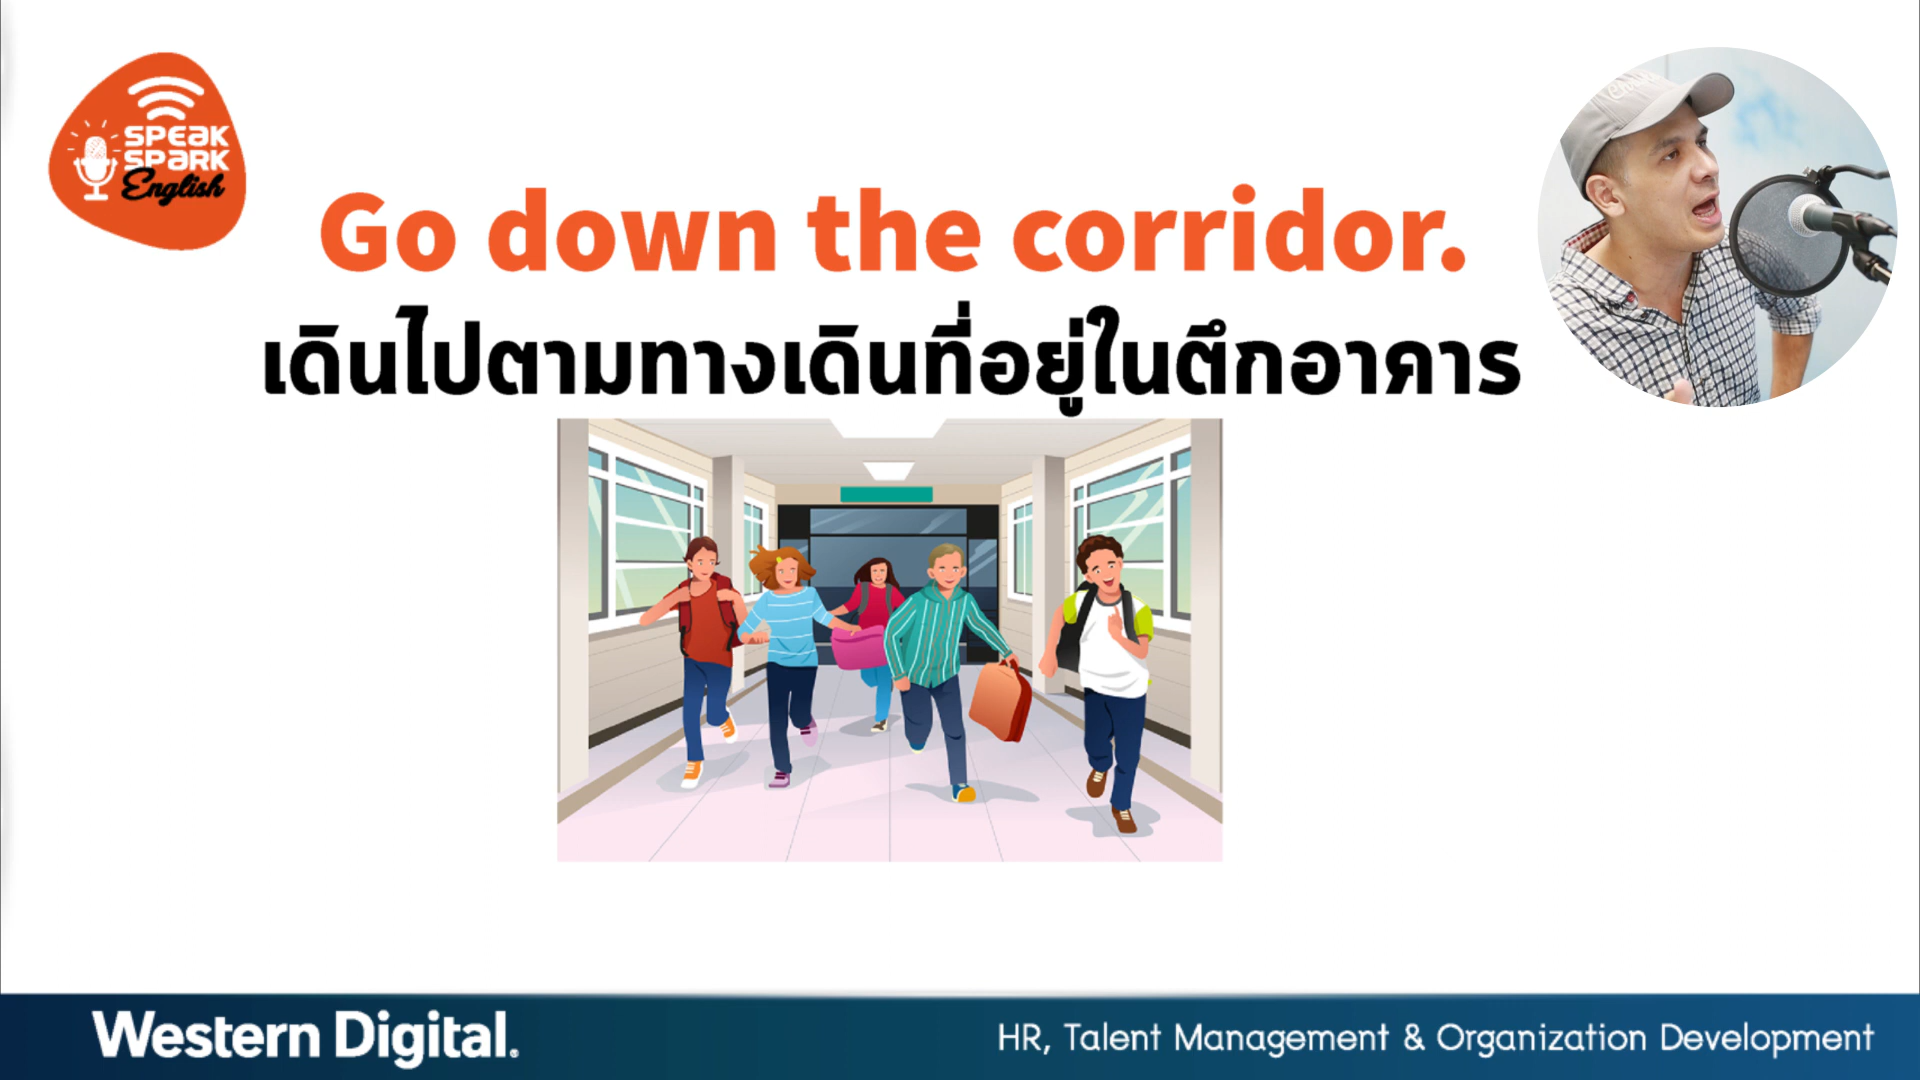 SPEAK
SPARK
English
Go down the corridor.
เดินไปตามทางเดินที่อยู่ในตึกอาคาร
Western Digital.
HR, Talent Management & Organization Development